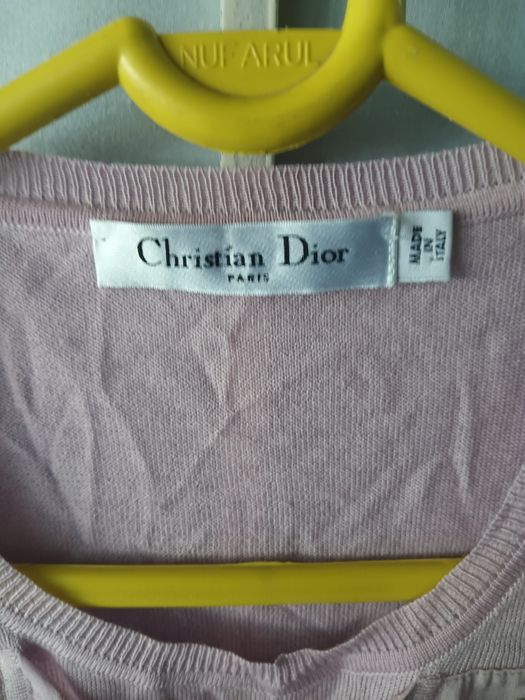 NUFARUL
Christian Dior
PARIS
MADE
IN
ITALY